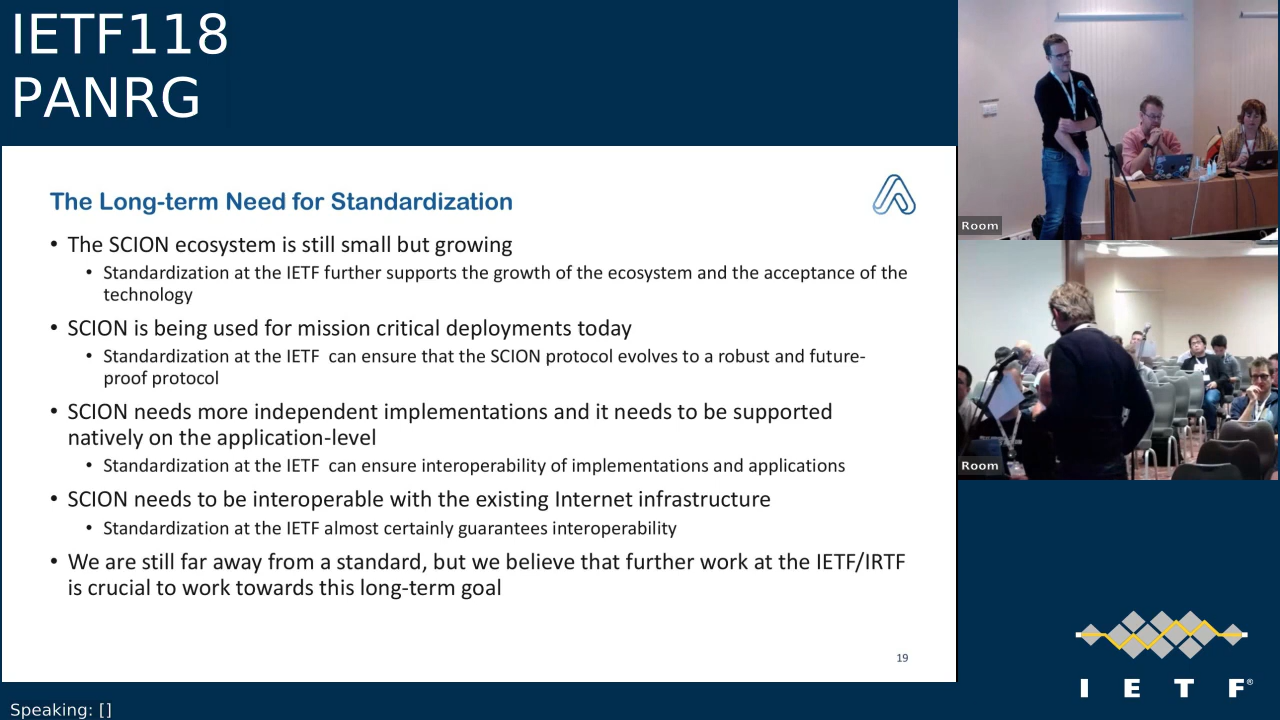 IETF118
PANRG
The Long-term Need for Standardization
• The SCION ecosystem is still small but growing
• Standardization at the IETF further supports the growth of the ecosystem and the acceptance of the
technology
• SCION is being used for mission critical deployments today
• Standardization at the IETF  can ensure that the SCION protocol evolves to a robust and future-
proof protocol
• SCION needs more independent implementations and it needs to be supported
natively on the application-level
• Standardization at the IETF  can ensure interoperability of implementations and applications
• SCION needs to be interoperable with the existing Internet infrastructure
• Standardization at the IETF almost certainly guarantees interoperability
• We are still far away from a standard, but we believe that further work at the IETF/IRTF
is crucial to work towards this long-term goal
19
Room
Room
I E T F®
Speaking: []